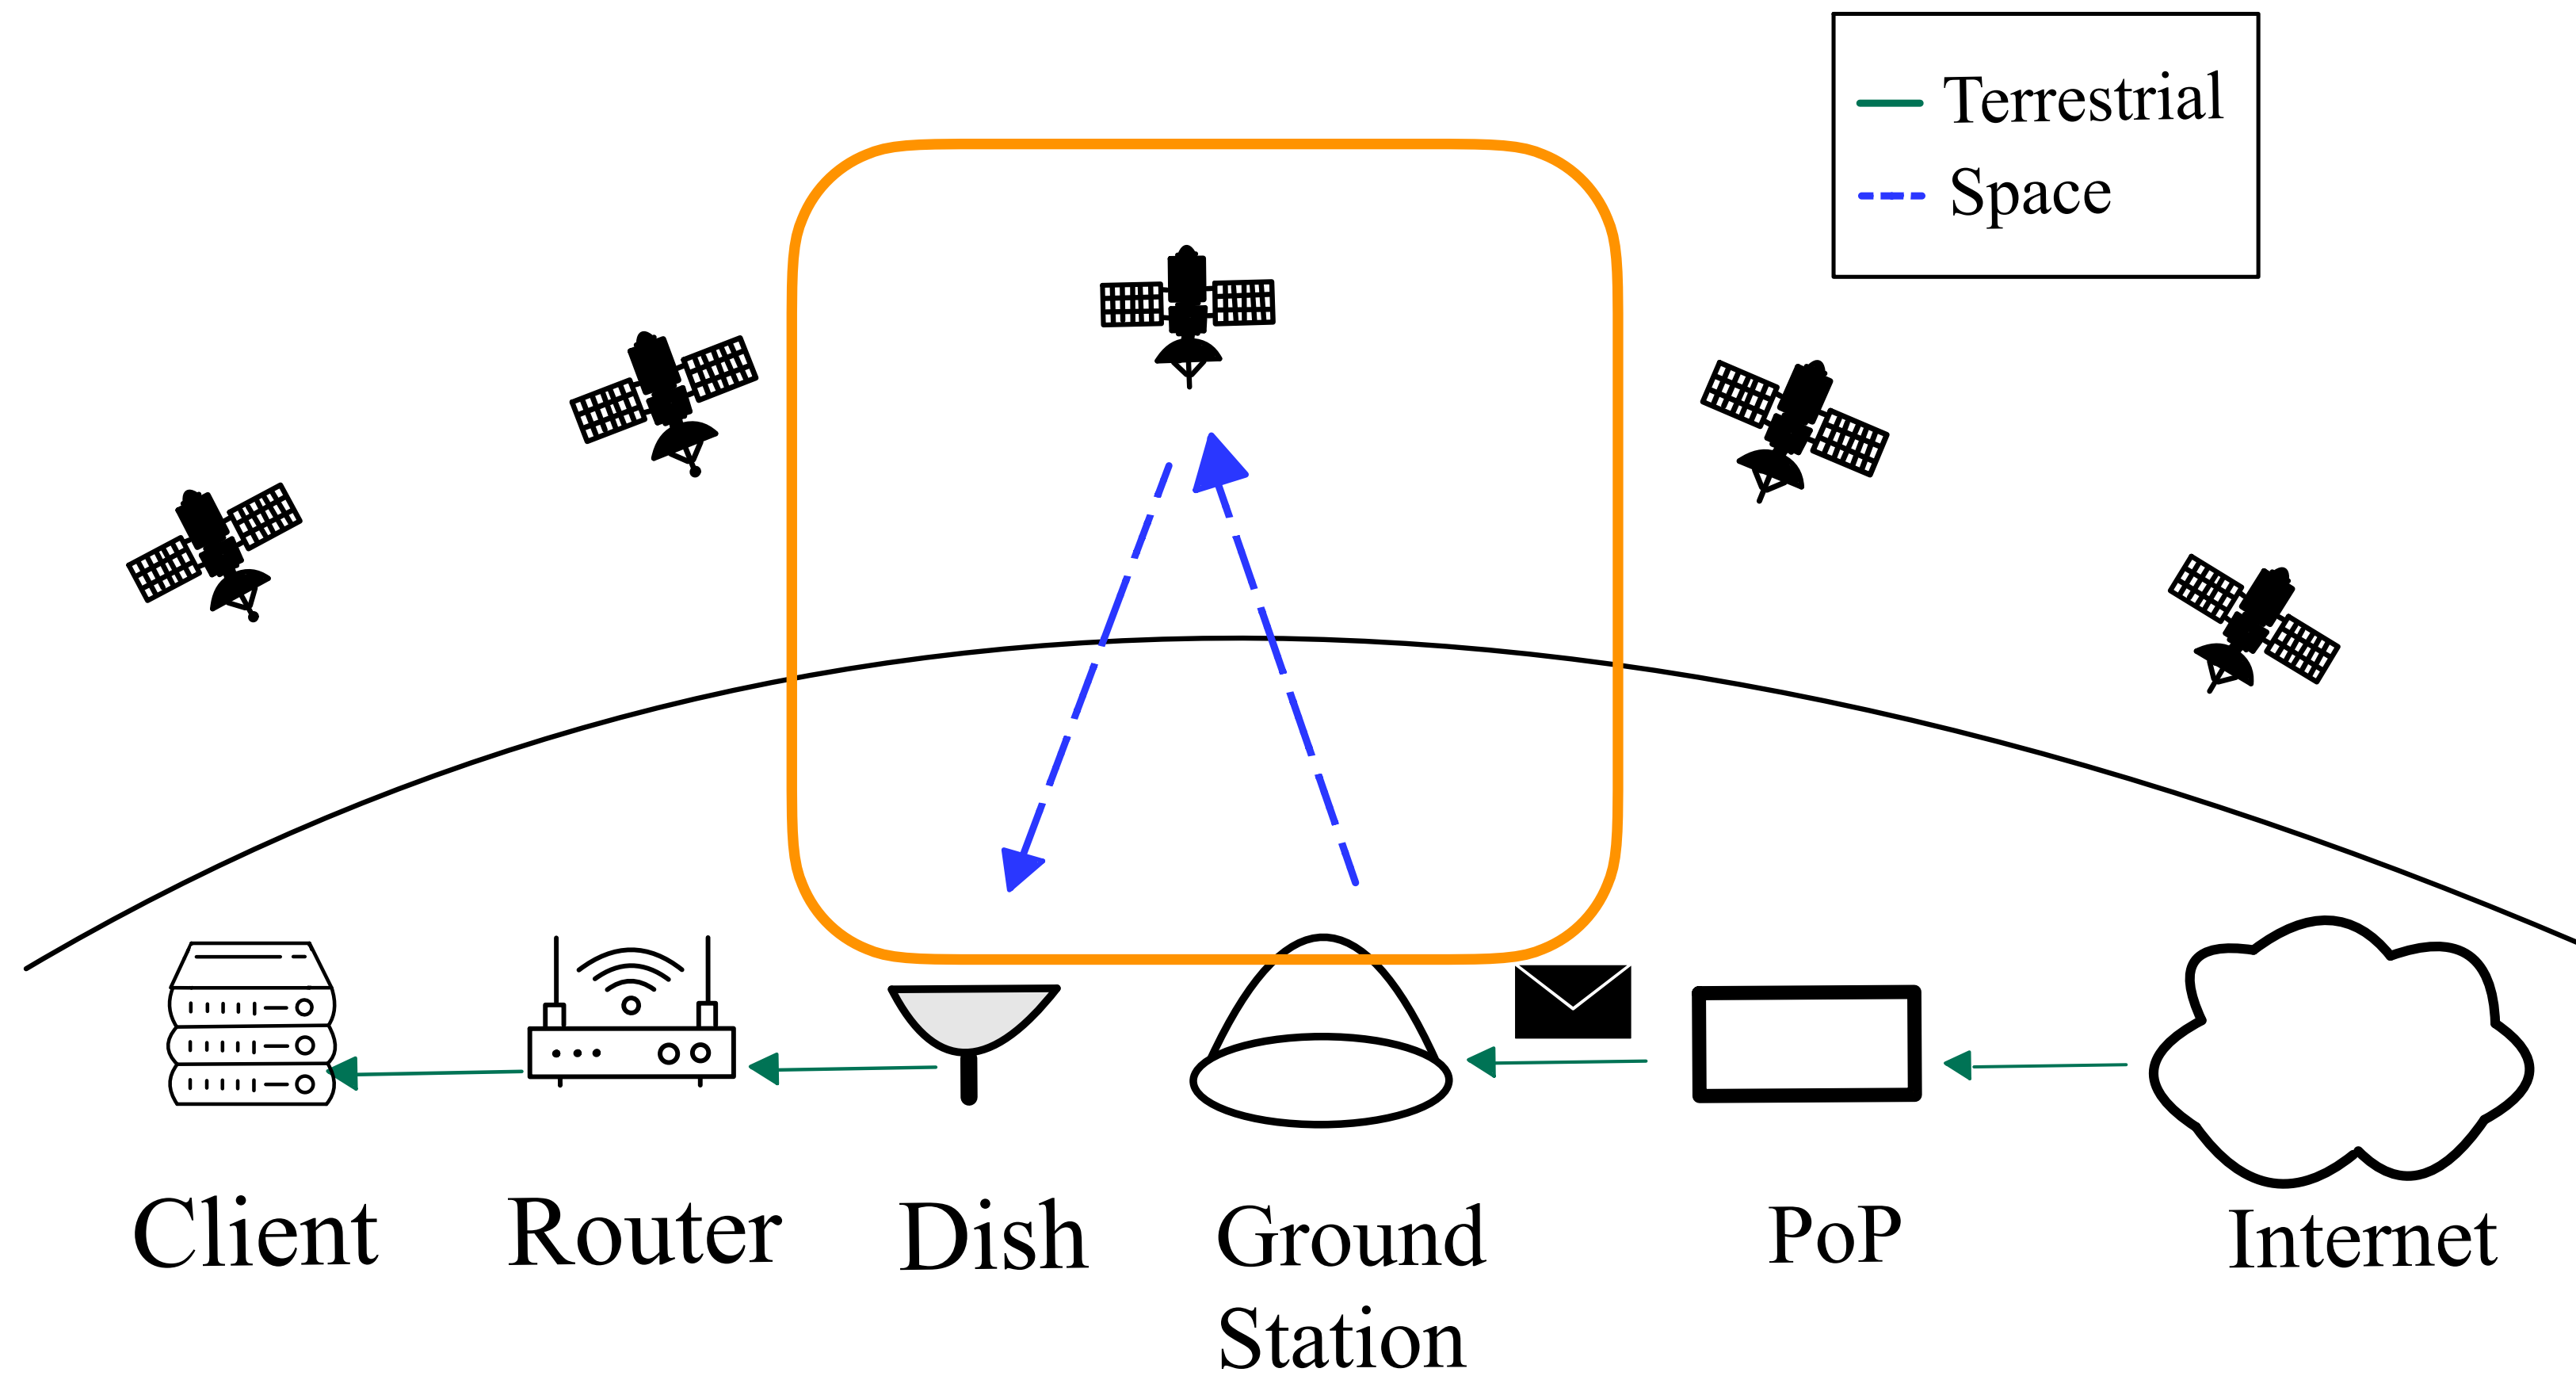 Terrestrial
Space
Client
Router
Dish
Ground
Station
PoP
Internet